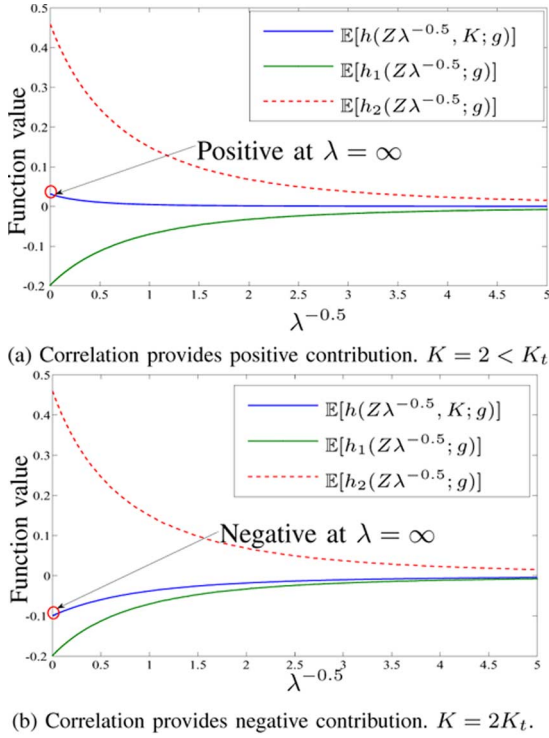 0.5
0.4
0.3
0.2
0.1
0
-0.1
-0.2
Function value
𝔼[h(Zλ^{-0.5}, K; g)]
𝔼[h₁(Zλ^{-0.5}; g)]
𝔼[h₂(Zλ^{-0.5}; g)]
Positive at λ = ∞
0 0.5 1 1.5 2 2.5 3 3.5 4 4.5 5
λ^{-0.5}
(a) Correlation provides positive contribution. K = 2 < K_t
0.5
0.4
0.3
0.2
0.1
0
-0.1
-0.2
Function value
𝔼[h(Zλ^{-0.5}, K; g)]
𝔼[h₁(Zλ^{-0.5}; g)]
𝔼[h₂(Zλ^{-0.5}; g)]
Negative at λ = ∞
0 0.5 1 1.5 2 2.5 3 3.5 4 4.5 5
λ^{-0.5}
(b) Correlation provides negative contribution. K = 2K_t.